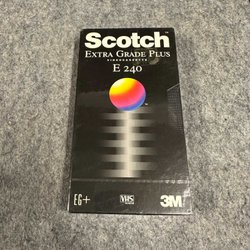 Scotch
EXTRA GRADE PLUS
VIDEOCASSETTE
E 240
EG+ VHS 3M